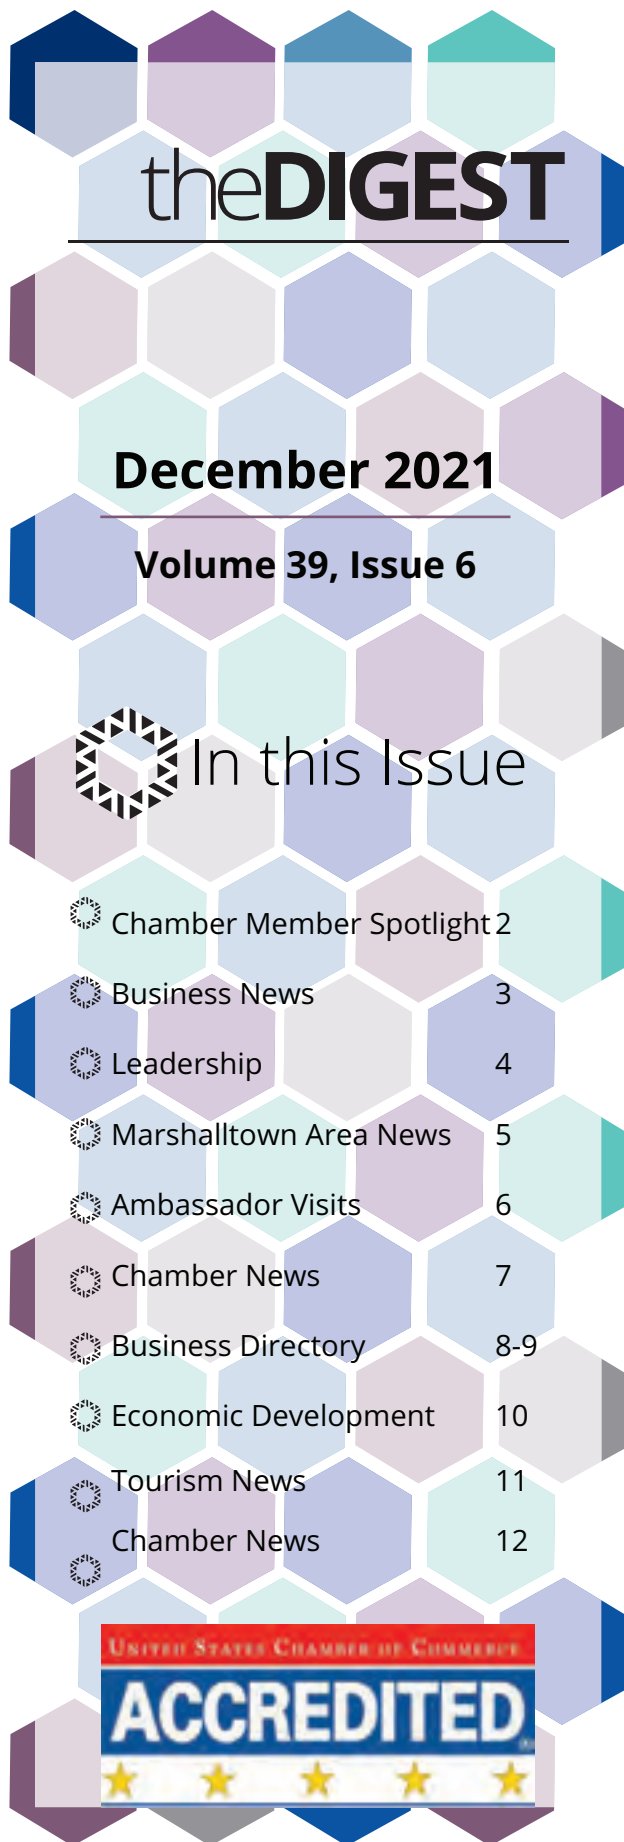 theDIGEST
December 2021
Volume 39, Issue 6
In this Issue
Chamber Member Spotlight 2
Business News 3
Leadership 4
Marshalltown Area News 5
Ambassador Visits 6
Chamber News 7
Business Directory 8-9
Economic Development 10
Tourism News 11
Chamber News 12
UNITED STATES CHAMBER OF COMMERCE
ACCREDITED